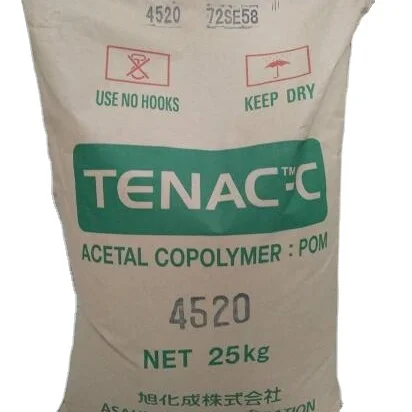 4520 72SE58
USE NO HOOKS KEEP DRY
TENAC™-C
ACETAL COPOLYMER : POM
4520
NET 25kg
旭化成株式会社